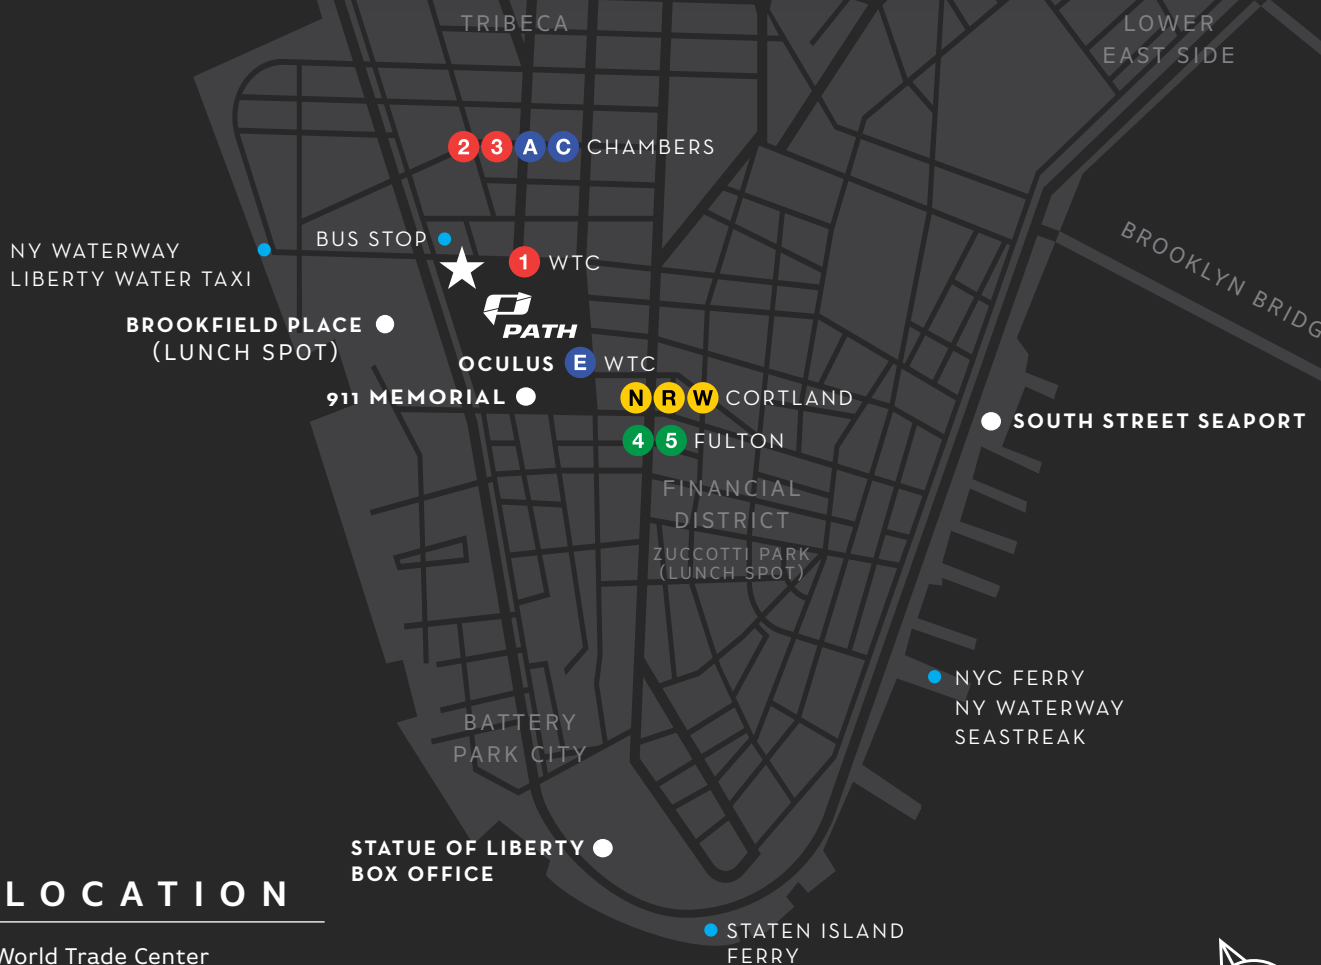 TRIBECA
LOWER
EAST SIDE
2 3 A C CHAMBERS
BROOKLYN
NY WATERWAY
LIBERTY WATER TAXI
BUS STOP
1 WTC
PATH
BROOKFIELD PLACE
(LUNCH SPOT)
OCULUS E WTC
911 MEMORIAL
N R W CORTLAND
4 5 FULTON
SOUTH STREET SEAPORT
FINANCIAL
DISTRICT
ZUCCOTTI PARK
(LUNCH SPOT)
NYC FERRY
NY WATERWAY
SEASTREAK
BATTERY
PARK CITY
STATUE OF LIBERTY
BOX OFFICE
LOCATION
World Trade Center
STATEN ISLAND
FERRY